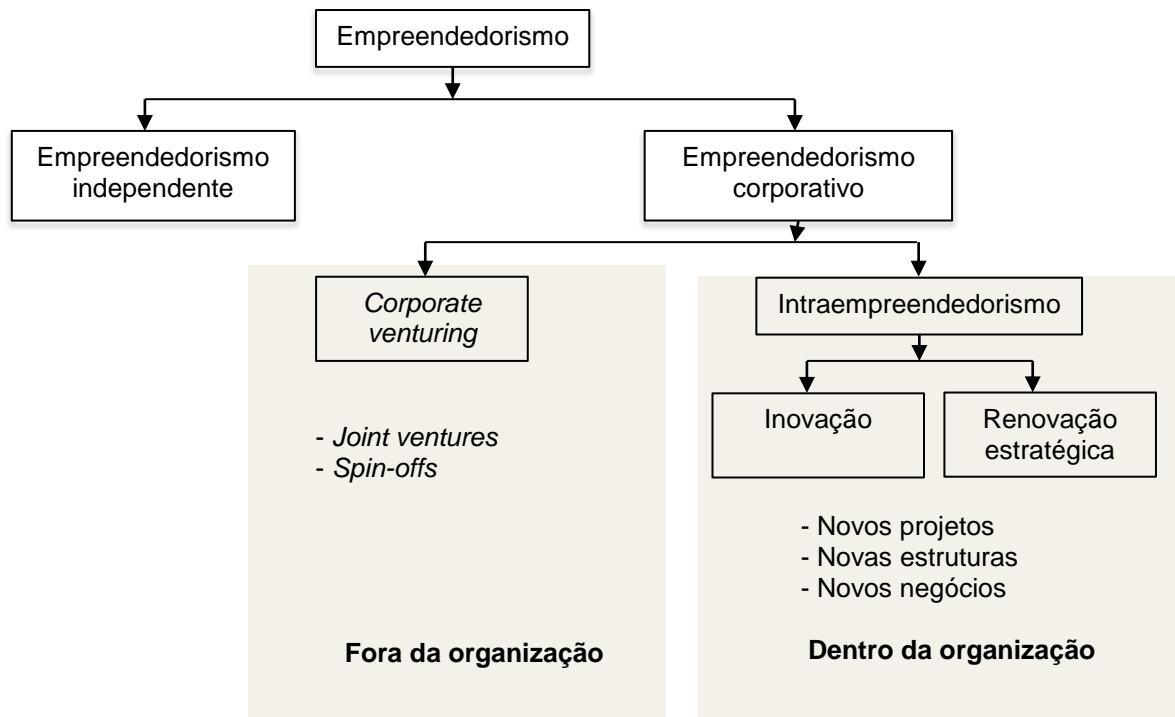 Empreendedorismo
Empreendedorismo
independente
Empreendedorismo
corporativo
Corporate
venturing
- Joint ventures
- Spin-offs
Fora da organização
Intraempreendedorismo
Inovação
Renovação
estratégica
- Novos projetos
- Novas estruturas
- Novos negócios
Dentro da organização